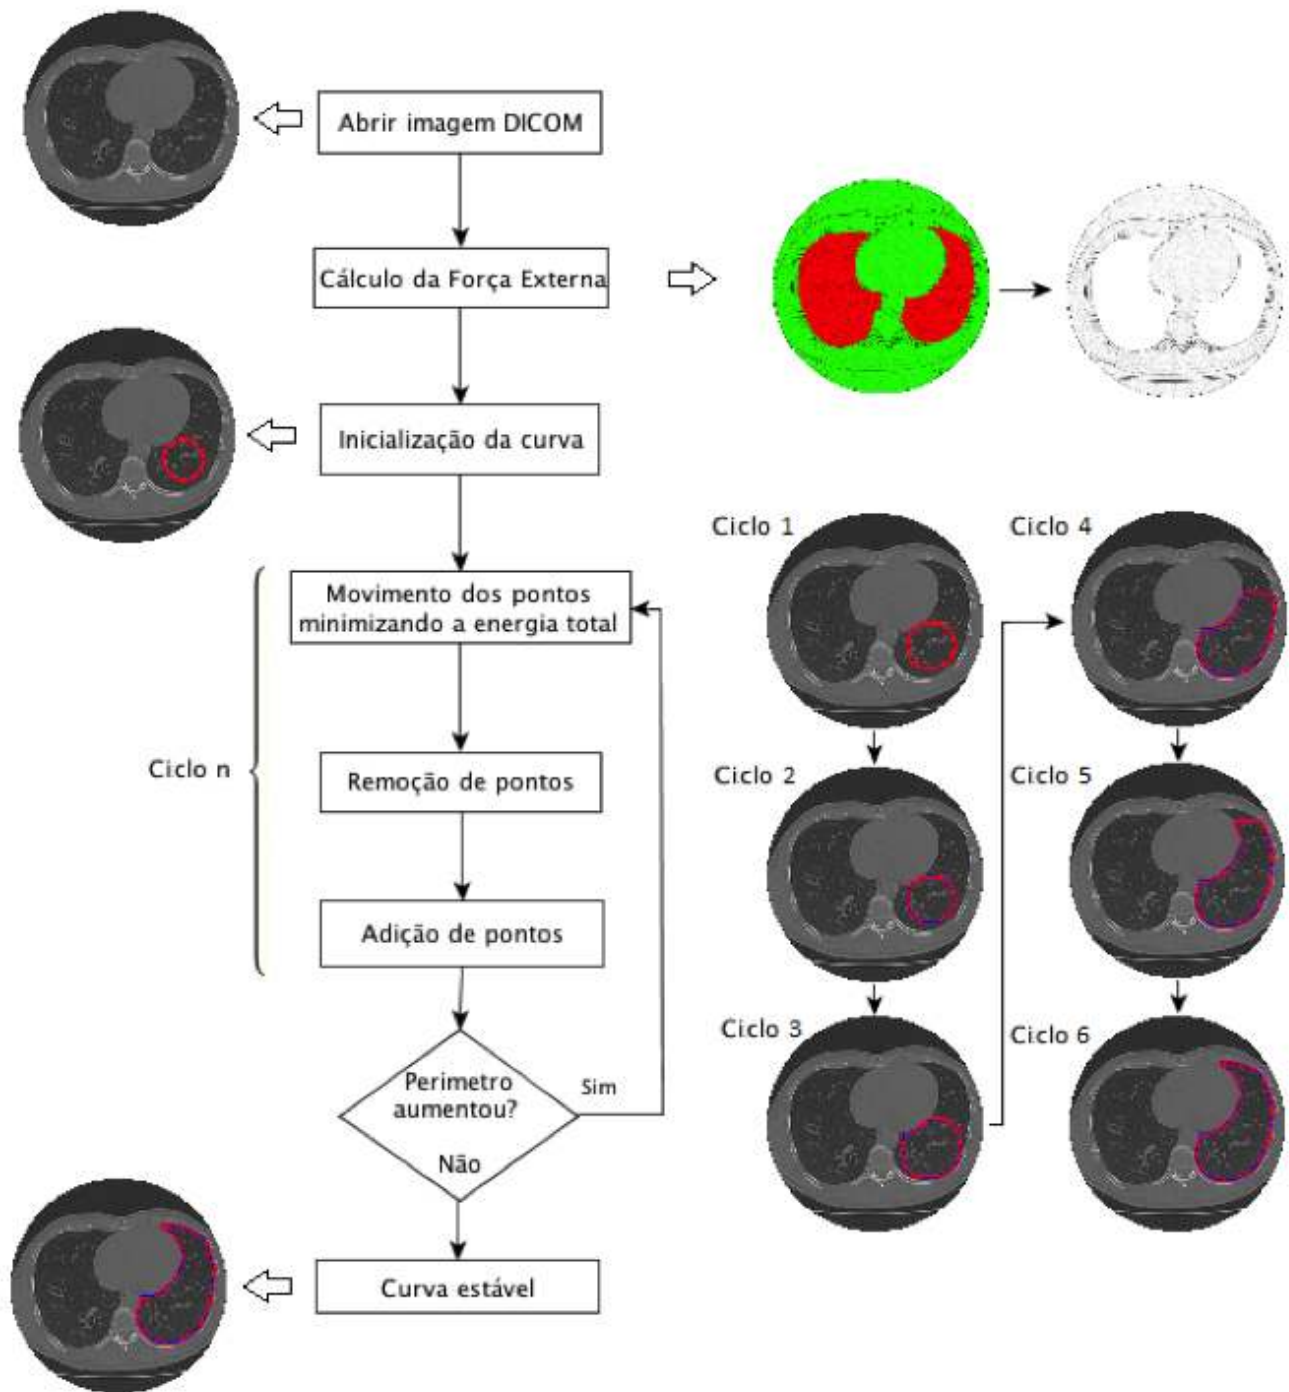 Abrir imagem DICOM
Cálculo da Força Externa
Inicialização da curva
Movimento dos pontos
minimizando a energia total
Ciclo n
Remoção de pontos
Adição de pontos
Perimetro
aumentou?
Sim
Não
Curva estável
Ciclo 1
Ciclo 2
Ciclo 3
Ciclo 4
Ciclo 5
Ciclo 6